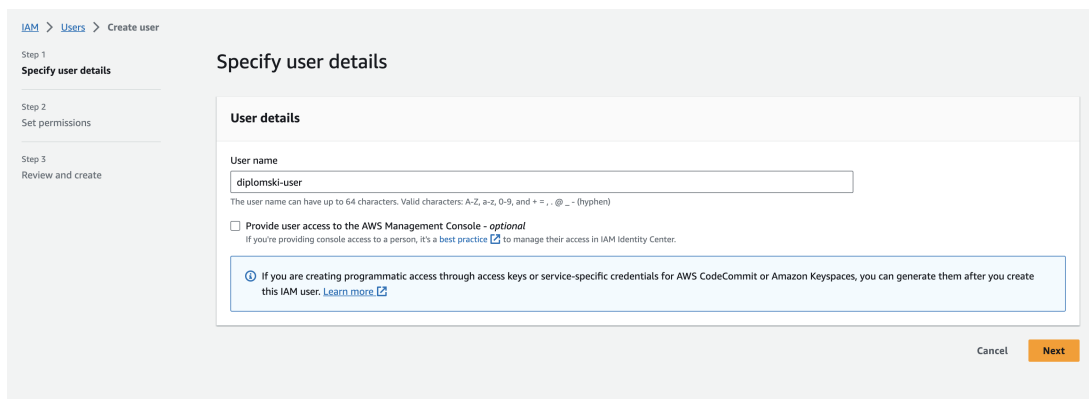 IAM > Users > Create user
Step 1
Specify user details
Step 2
Set permissions
Step 3
Review and create
Specify user details
User details
User name
diplomski-user
The user name can have up to 64 characters. Valid characters: A-Z, a-z, 0-9, and + = , . @ _ - (hyphen)
Provide user access to the AWS Management Console - optional
If you're providing console access to a person, it's a best practice to manage their access in IAM Identity Center.
If you are creating programmatic access through access keys or service-specific credentials for AWS CodeCommit or Amazon Keyspaces, you can generate them after you create
this IAM user. Learn more
Cancel
Next